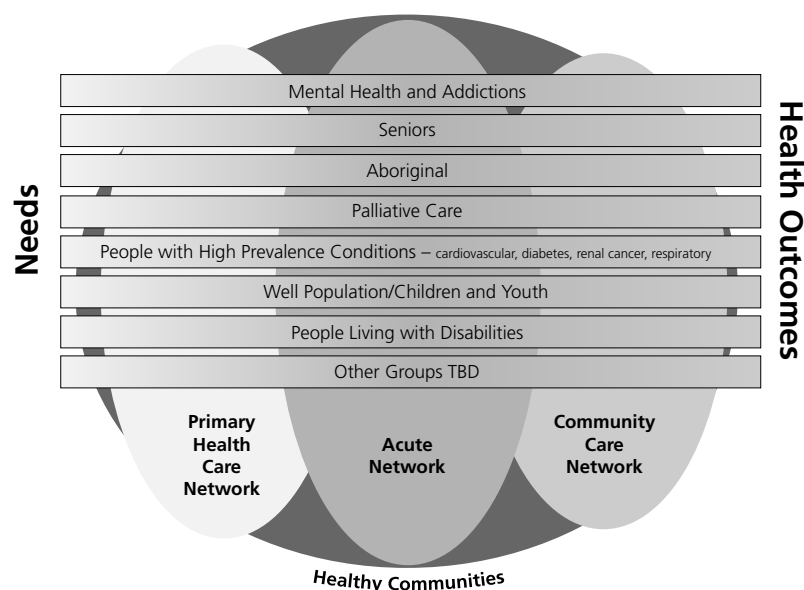 Needs
Mental Health and Addictions
Seniors
Aboriginal
Palliative Care
People with High Prevalence Conditions – cardiovascular, diabetes, renal cancer, respiratory
Well Population/Children and Youth
People Living with Disabilities
Other Groups TBD
Health Outcomes
Primary
Health
Care
Network
Acute
Network
Community
Care
Network
Healthy Communities